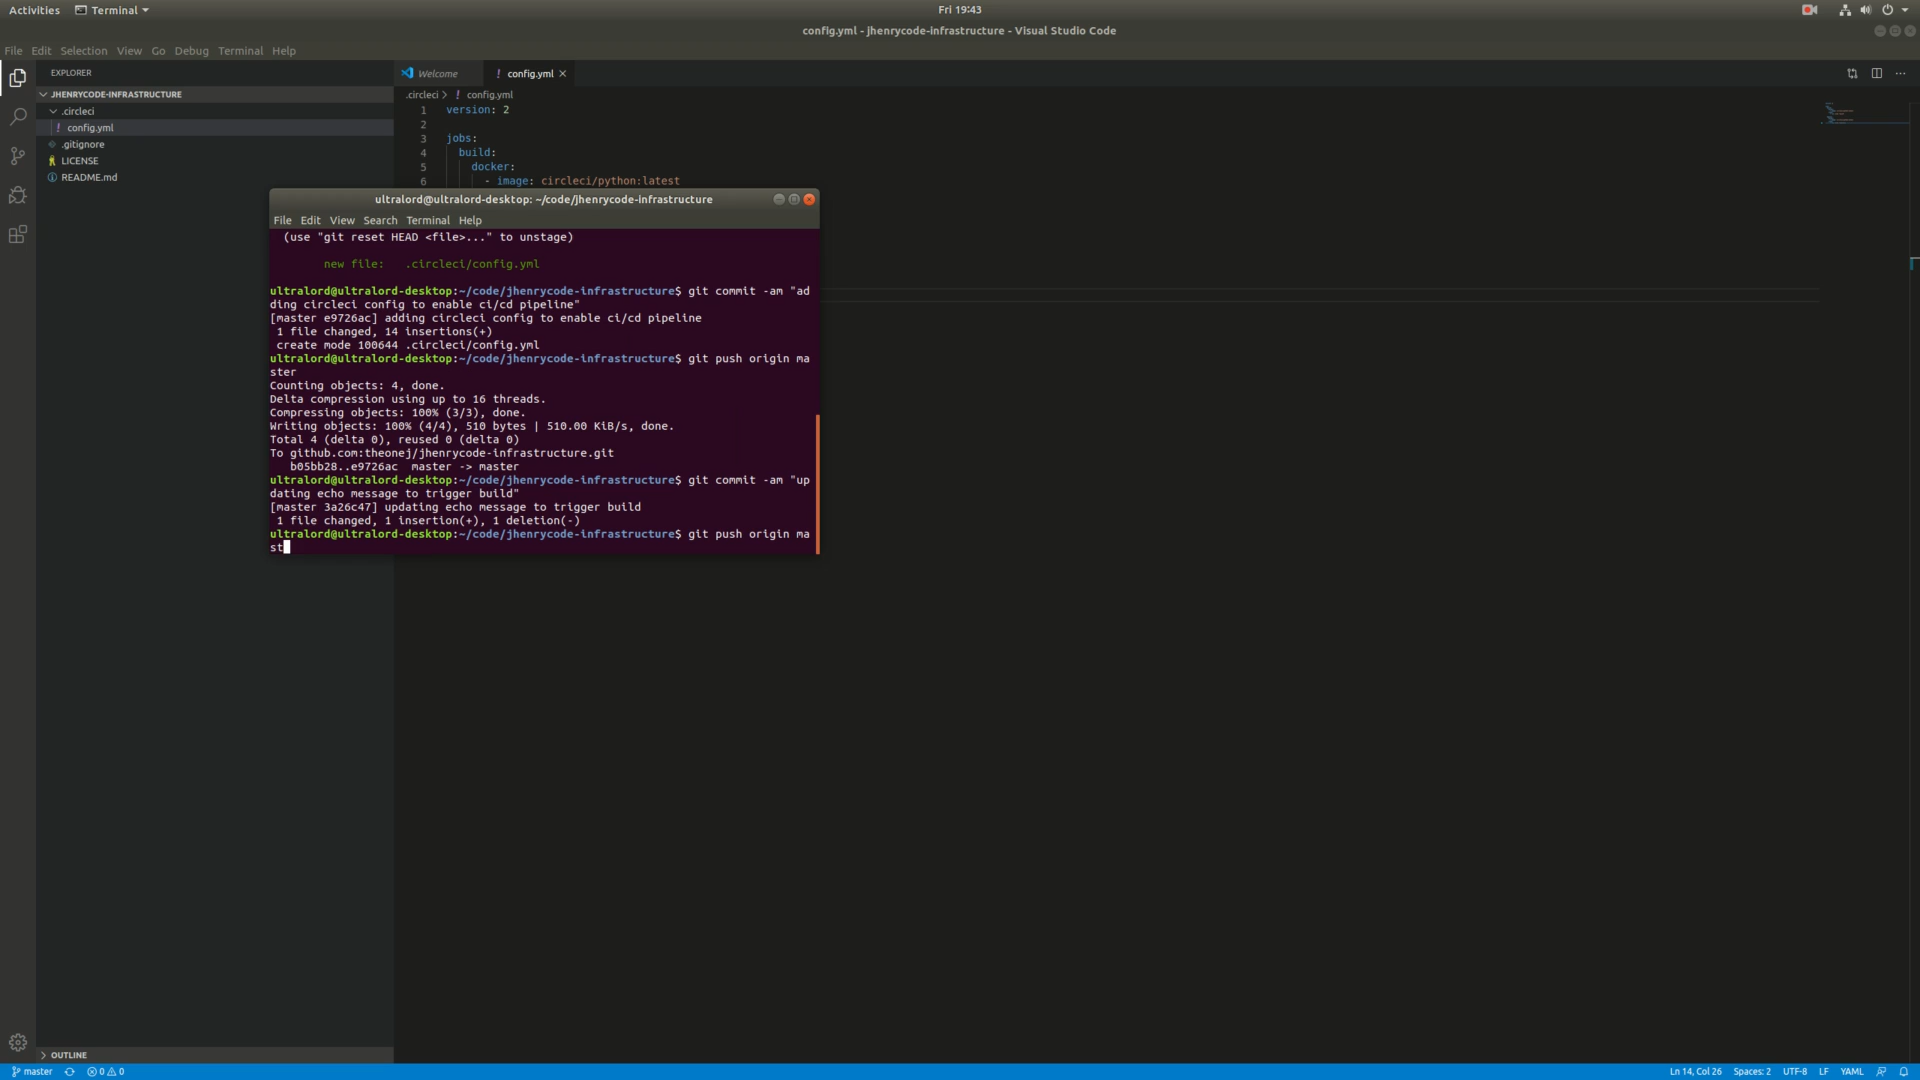 Activities Terminal Fri 19:43
config.yml - jhenrycode-infrastructure - Visual Studio Code
File Edit Selection View Go Debug Terminal Help
EXPLORER
JHENRYCODE-INFRASTRUCTURE
.circleci
! config.yml
.gitignore
LICENSE
README.md
Welcome ! config.yml
.circleci ! config.yml
1 version: 2
2
3 jobs:
4 build:
5 docker:
6 - image: circleci/python:latest
ultralord@ultralord-desktop: ~/code/jhenrycode-infrastructure
File Edit View Search Terminal Help
(use "git reset HEAD <file>..." to unstage)
new file: .circleci/config.yml
ultralord@ultralord-desktop:~/code/jhenrycode-infrastructure$ git commit -am "ad
ding circleci config to enable ci/cd pipeline"
[master e9726ac] adding circleci config to enable ci/cd pipeline
1 file changed, 14 insertions(+)
create mode 100644 .circleci/config.yml
ultralord@ultralord-desktop:~/code/jhenrycode-infrastructure$ git push origin ma
ster
Counting objects: 4, done.
Delta compression using up to 16 threads.
Compressing objects: 100% (3/3), done.
Writing objects: 100% (4/4), 510 bytes | 510.00 KiB/s, done.
Total 4 (delta 0), reused 0 (delta 0)
To github.com:theonej/jhenrycode-infrastructure.git
b05bb28..e9726ac master -> master
ultralord@ultralord-desktop:~/code/jhenrycode-infrastructure$ git commit -am "up
dating echo message to trigger build"
[master 3a26c47] updating echo message to trigger build
1 file changed, 1 insertion(+), 1 deletion(-)
ultralord@ultralord-desktop:~/code/jhenrycode-infrastructure$ git push origin ma
st
OUTLINE
master 0 0 Ln 14, Col 26 Spaces: 2 UTF-8 LF YAML